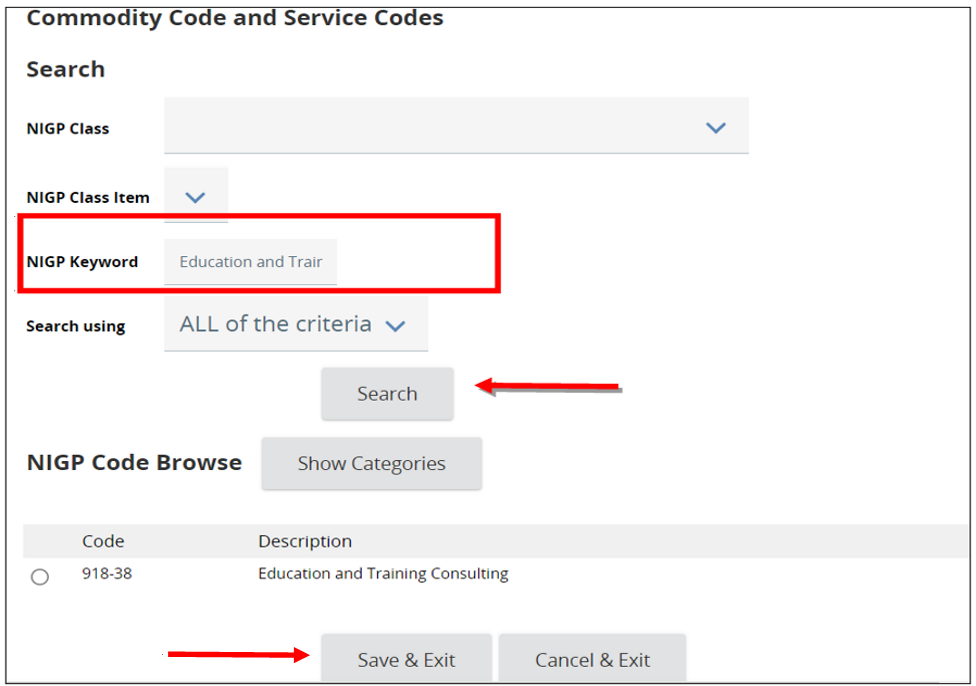 Commodity Code and Service Codes
Search
NIGP Class
NIGP Class Item
NIGP Keyword Education and Trair
Search using ALL of the criteria
Search
NIGP Code Browse Show Categories
Code Description
918-38 Education and Training Consulting
Save & Exit Cancel & Exit